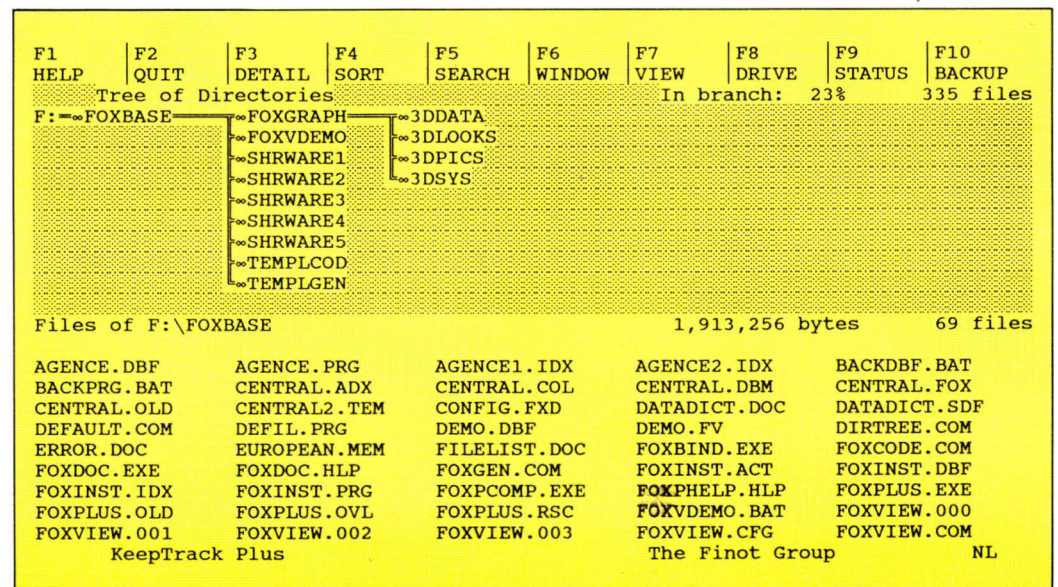 F1 F2 F3 F4 F5 F6 F7 F8 F9 F10
HELP QUIT DETAIL SORT SEARCH WINDOW VIEW DRIVE STATUS BACKUP
Tree of Directories In branch: 23% 335 files
F:═∞FOXBASE ∞FOXGRAPH ∞3DDATA
∞FOXVDEMO ∞3DLOOKS
∞SHRWARE1 ∞3DPICS
∞SHRWARE2 ∞3DSYS
∞SHRWARE3
∞SHRWARE4
∞SHRWARE5
∞TEMPLCOD
∞TEMPLGEN
Files of F:\FOXBASE 1,913,256 bytes 69 files
AGENCE.DBF AGENCE.PRG AGENCE1.IDX AGENCE2.IDX BACKDBF.BAT
BACKPRG.BAT CENTRAL.ADX CENTRAL.COL CENTRAL.DBM CENTRAL.FOX
CENTRAL.OLD CENTRAL2.TEM CONFIG.FXD DATADICT.DOC DATADICT.SDF
DEFAULT.COM DEFIL.PRG DEMO.DBF DEMO.FV DIRTREE.COM
ERROR.DOC EUROPEAN.MEM FILELIST.DOC FOXBIND.EXE FOXCODE.COM
FOXDOC.EXE FOXDOC.HLP FOXGEN.COM FOXINST.ACT FOXINST.DBF
FOXINST.IDX FOXINST.PRG FOXPCOMP.EXE FOXPHELP.HLP FOXPLUS.EXE
FOXPLUS.OLD FOXPLUS.OVL FOXPLUS.RSC FOXVDEMO.BAT FOXVIEW.000
FOXVIEW.001 FOXVIEW.002 FOXVIEW.003 FOXVIEW.CFG FOXVIEW.COM
KeepTrack Plus The Finot Group NL